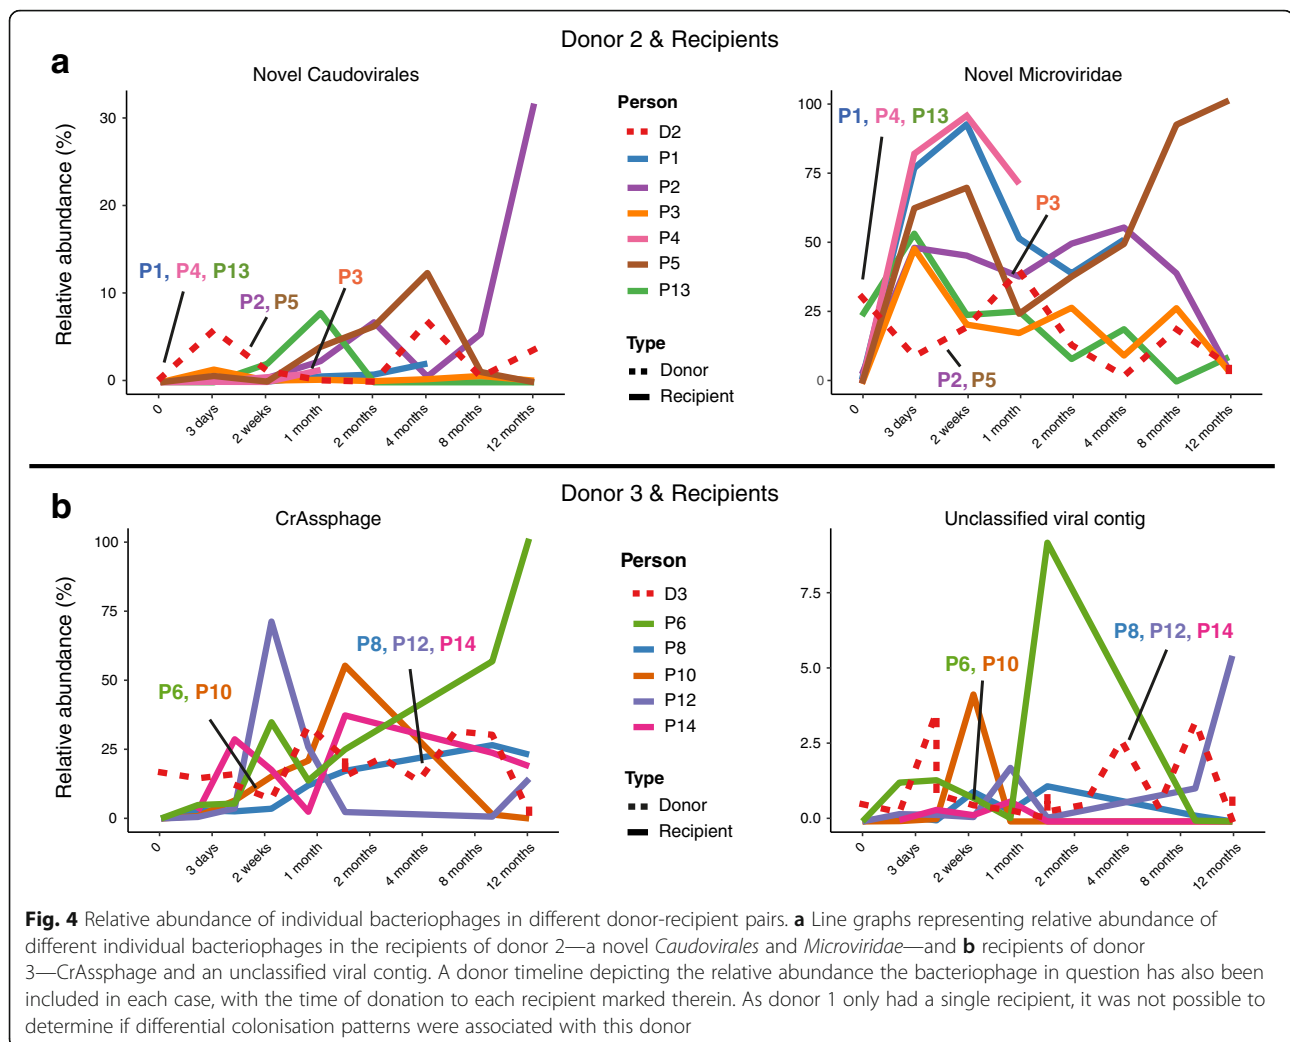 Donor 2 & Recipients
a
Novel Caudovirales
Novel Microviridae
Relative abundance (%)
30
20
10
0
P1, P4, P13
P2, P5
P3
0
3 days
2 weeks
1 month
2 months
4 months
8 months
12 months
Person
D2
P1
P2
P3
P4
P5
P13
Type
Donor
Recipient
100
75
50
25
0
P1, P4, P13
P3
P2, P5
0
3 days
2 weeks
1 month
2 months
4 months
8 months
12 months
b
Donor 3 & Recipients
CrAssphage
Unclassified viral contig
Relative abundance (%)
100
75
50
25
0
P6, P10
P8, P12, P14
0
3 days
2 weeks
1 month
2 months
4 months
8 months
12 months
Person
D3
P6
P8
P10
P12
P14
Type
Donor
Recipient
7.5
5.0
2.5
0.0
P6, P10
P8, P12, P14
0
3 days
2 weeks
1 month
2 months
4 months
8 months
12 months
Fig. 4 Relative abundance of individual bacteriophages in different donor-recipient pairs. a Line graphs representing relative abundance of
different individual bacteriophages in the recipients of donor 2—a novel Caudovirales and Microviridae—and b recipients of donor
3—CrAssphage and an unclassified viral contig. A donor timeline depicting the relative abundance the bacteriophage in question has also been
included in each case, with the time of donation to each recipient marked therein. As donor 1 only had a single recipient, it was not possible to
determine if differential colonisation patterns were associated with this donor